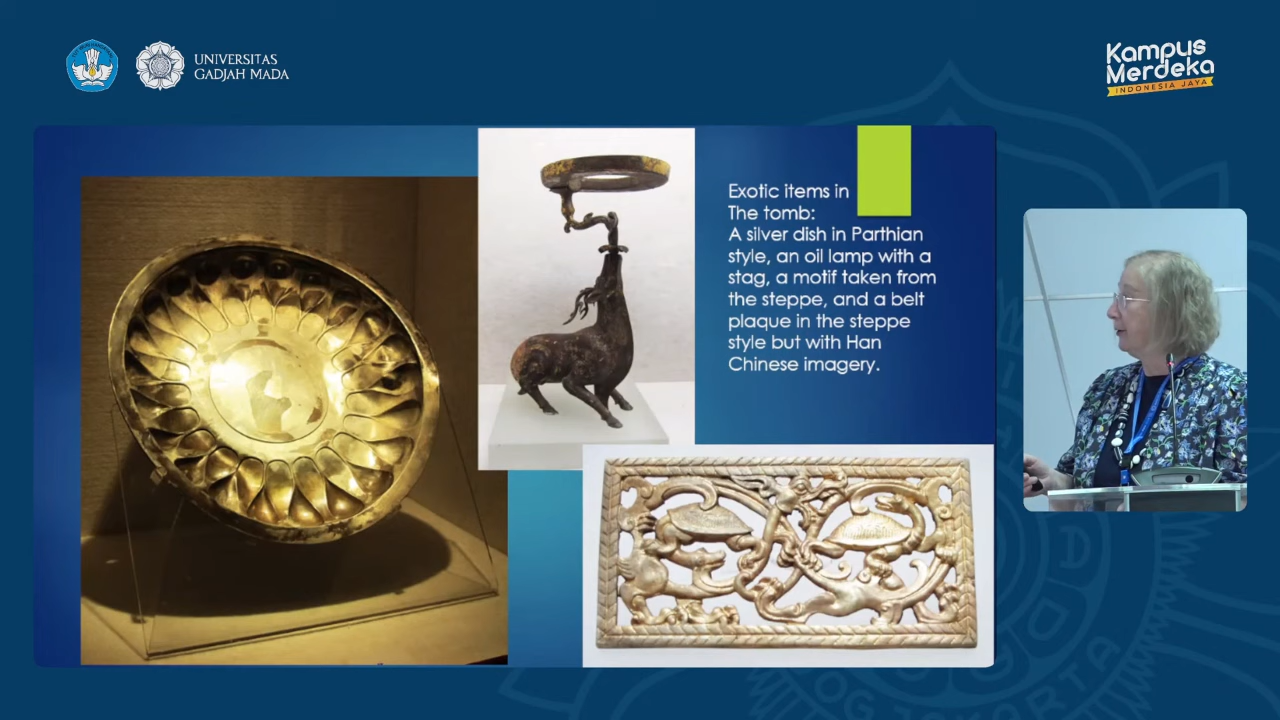 UNIVERSITAS
GADJAH MADA
Kampus
Merdeka
INDONESIA JAYA
Exotic items in
The tomb:
A silver dish in Parthian
style, an oil lamp with a
stag, a motif taken from
the steppe, and a belt
plaque in the steppe
style but with Han
Chinese imagery.